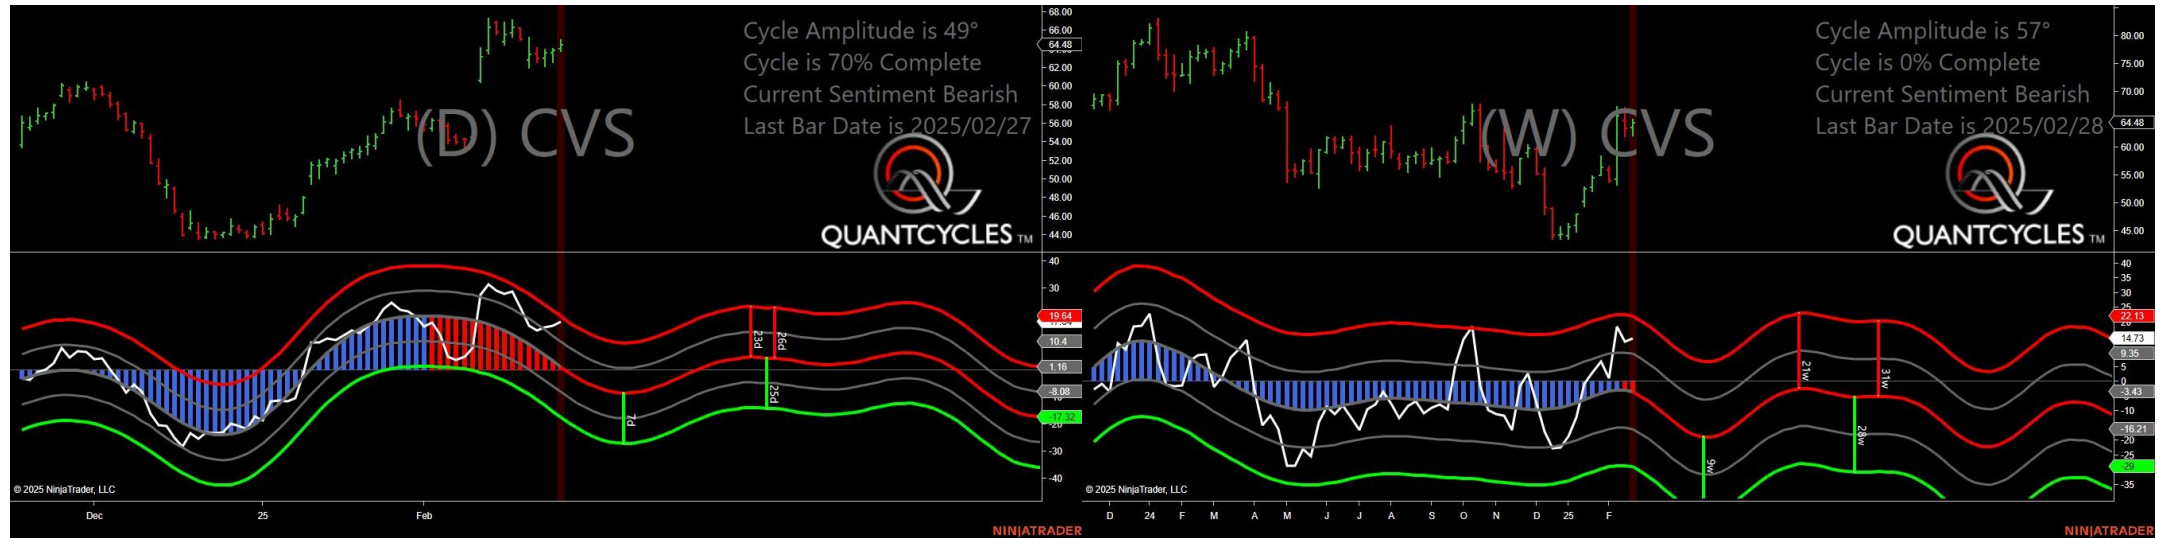 Cycle Amplitude is 49°
Cycle is 70% Complete
Current Sentiment Bearish
Last Bar Date is 2025/02/27
(D) CVS
QUANTCYCLES TM
68.00
66.00
64.48
62.00
60.00
58.00
56.00
54.00
52.00
50.00
48.00
46.00
44.00
40
30
19.64
10.4
1.16
-8.08
-17.32
-30
-40
7d
23d
26d
25d
© 2025 NinjaTrader, LLC
Dec
25
Feb
NINJATRADER
Cycle Amplitude is 57°
Cycle is 0% Complete
Current Sentiment Bearish
Last Bar Date is 2025/02/28
(W) CVS
QUANTCYCLES TM
80.00
75.00
70.00
64.48
60.00
55.00
50.00
45.00
40
35
30
25
22.13
14.73
9.35
5
0
-3.43
-10
-16.21
-20
-25
-29
-35
9w
21w
31w
28w
© 2025 NinjaTrader, LLC
D
24
F
M
A
M
J
J
A
S
O
N
D
25
F
NINJATRADER